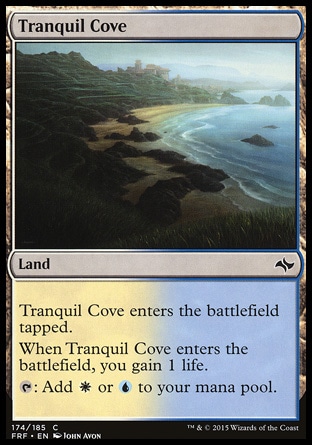 Tranquil Cove
Land
Tranquil Cove enters the battlefield
tapped.
When Tranquil Cove enters the
battlefield, you gain 1 life.
: Add or to your mana pool.
174/185 C
FRF • EN JOHN AVON
™ & © 2015 Wizards of the Coast